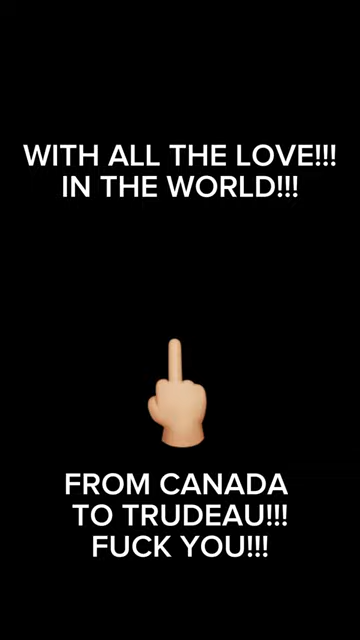 WITH ALL THE LOVE!!!
IN THE WORLD!!!
FROM CANADA
TO TRUDEAU!!!
FUCK YOU!!!